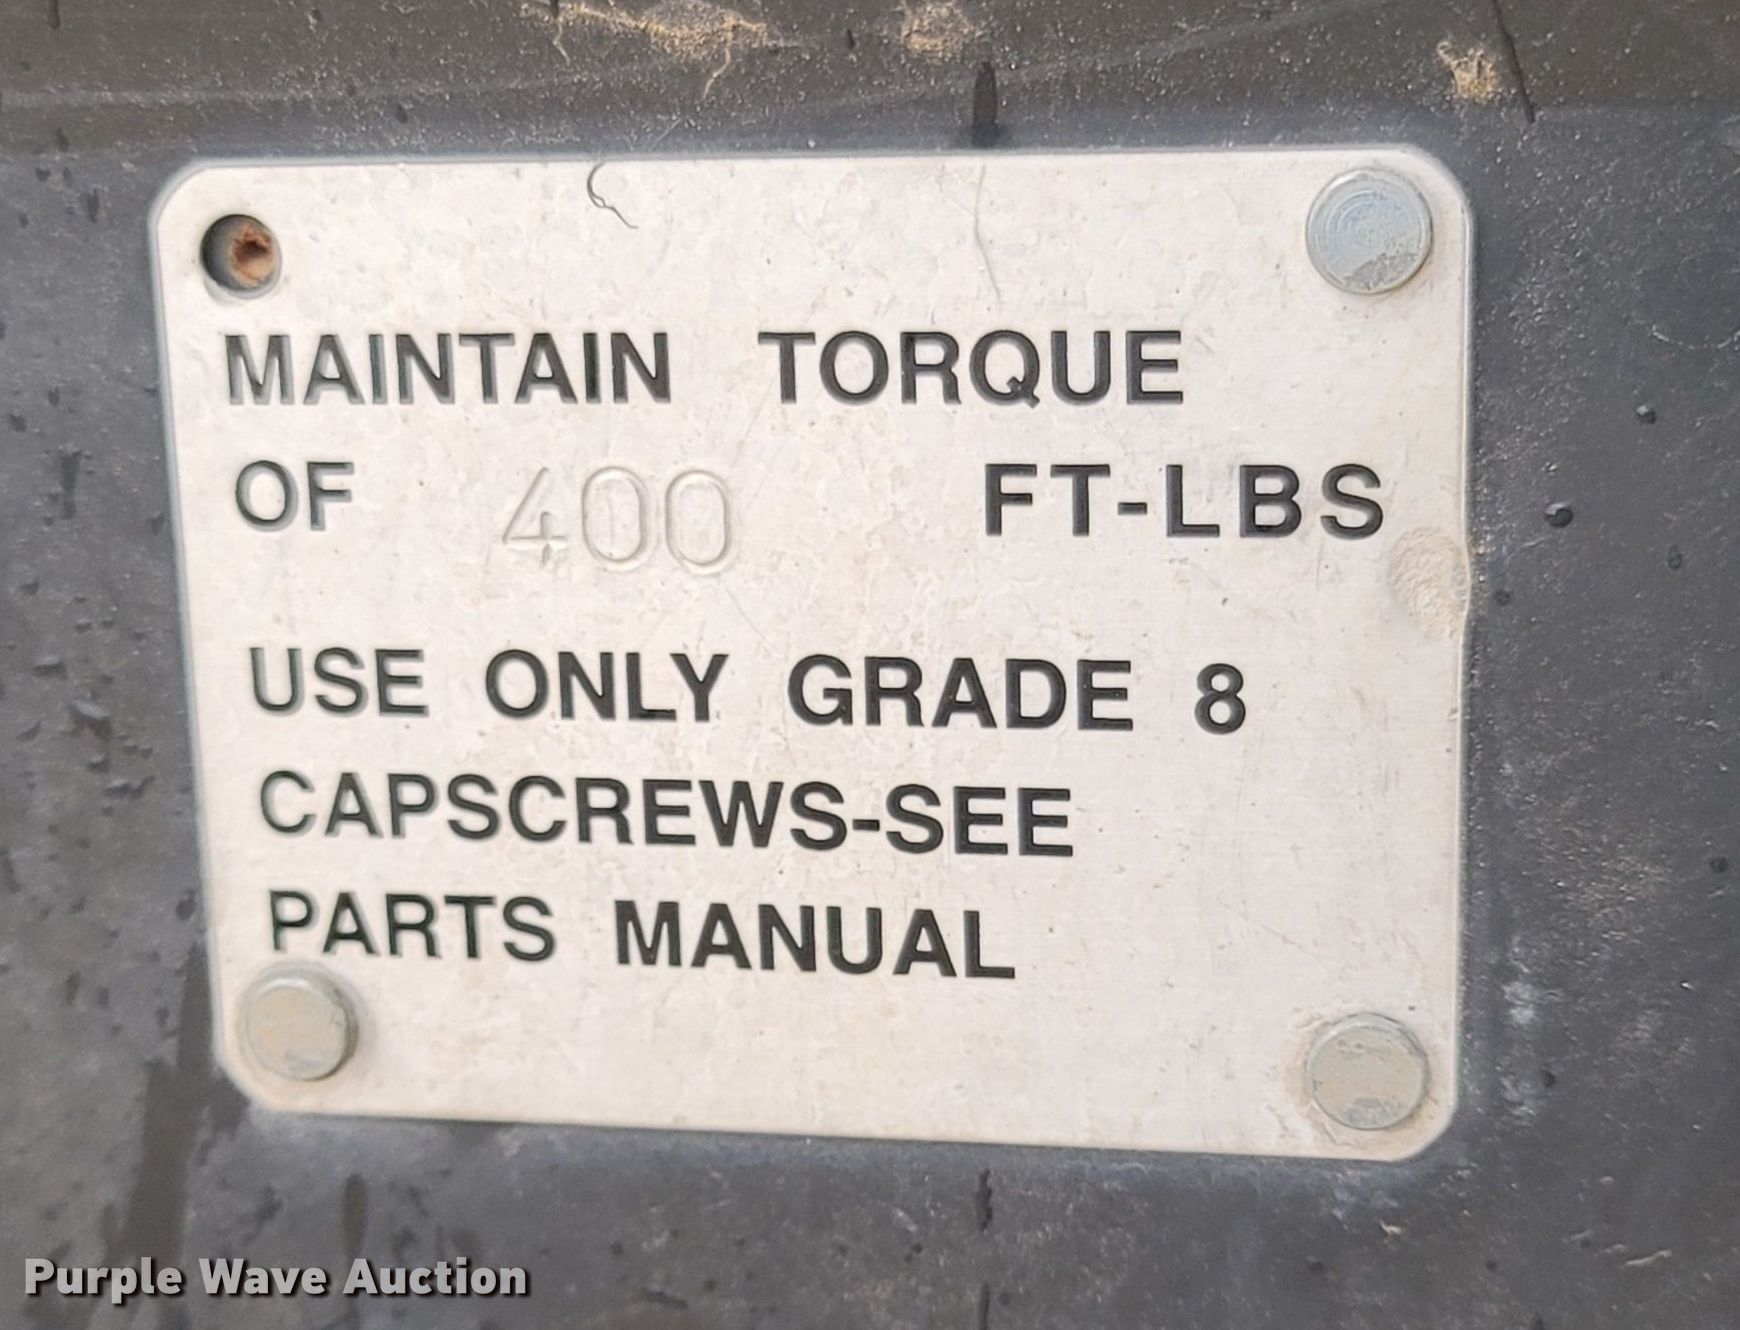 MAINTAIN TORQUE
OF 400 FT-LBS
USE ONLY GRADE 8
CAPSCREWS-SEE
PARTS MANUAL
Purple Wave Auction